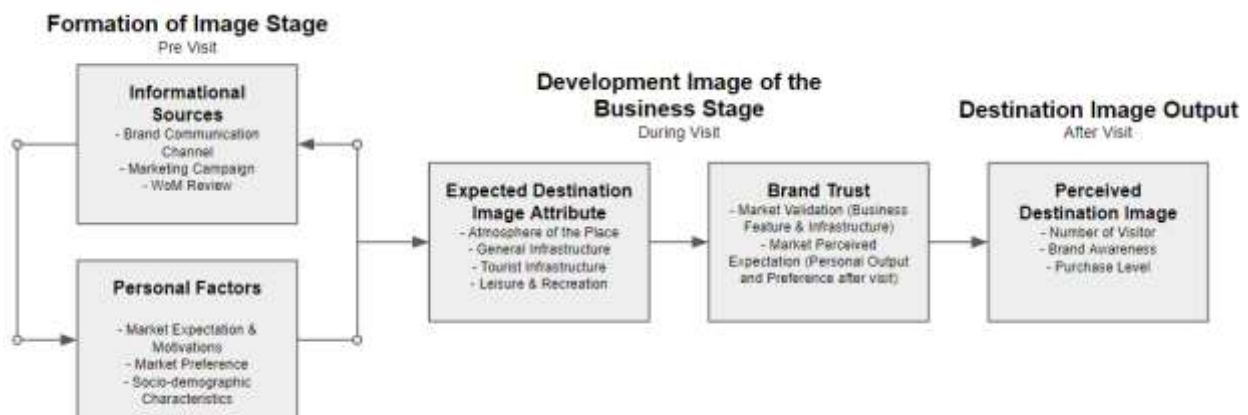 Formation of Image Stage
Pre Visit
Informational
Sources
- Brand Communication
Channel
- Marketing Campaign
- WoM Review
Personal Factors
- Market Expectation &
Motivations
- Market Preference
- Socio-demographic
Characteristics
Development Image of the
Business Stage
During Visit
Expected Destination
Image Attribute
- Atmosphere of the Place
- General Infrastructure
- Tourist Infrastructure
- Leisure & Recreation
Brand Trust
- Market Validation (Business
Feature & Infrastructure)
- Market Perceived
Expectation (Personal Output
and Preference after visit)
Destination Image Output
After Visit
Perceived
Destination Image
- Number of Visitor
- Brand Awareness
- Purchase Level